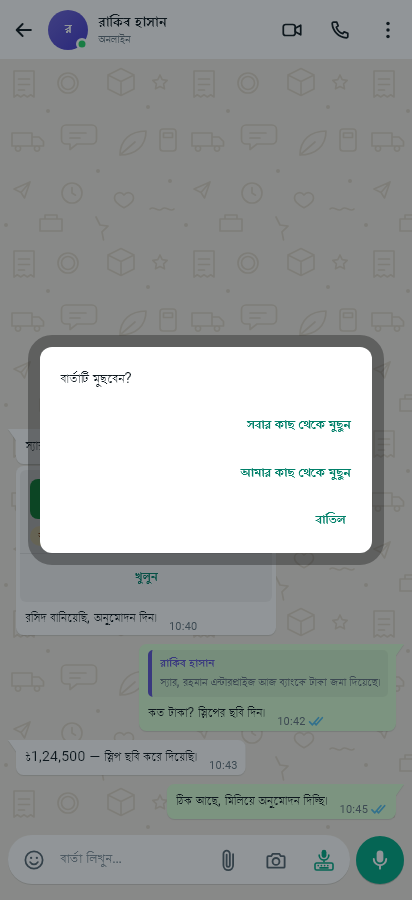 র
রাকিব হাসান
অনলাইন
বার্তাটি মুছবেন?
সবার কাছ থেকে মুছুন
আমার কাছ থেকে মুছুন
বাতিল
খুলুন
রসিদ বানিয়েছি, অনুমোদন দিন।
10:40
রাকিব হাসান
স্যার, রহমান এন্টারপ্রাইজ আজ ব্যাংকে টাকা জমা দিয়েছে।
কত টাকা? স্লিপের ছবি দিন।
10:42
৳1,24,500 — স্লিপ ছবি করে দিয়েছি।
10:43
ঠিক আছে, মিলিয়ে অনুমোদন দিচ্ছি।
10:45
বার্তা লিখুন...